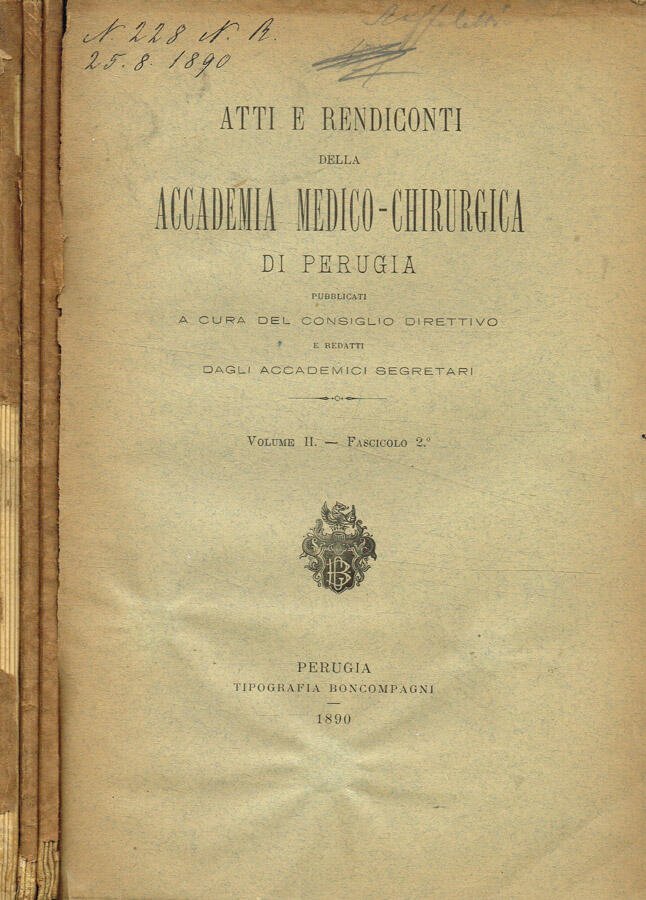 N. 228 N. R.
25. 8. 1890
ATTI E RENDICONTI
DELLA
ACCADEMIA MEDICO-CHIRURGICA
DI PERUGIA
PUBBLICATI
A CURA DEL CONSIGLIO DIRETTIVO
E REDATTI
DAGLI ACCADEMICI SEGRETARI
VOLUME II. — FASCICOLO 2.°
PERUGIA
TIPOGRAFIA BONCOMPAGNI
1890